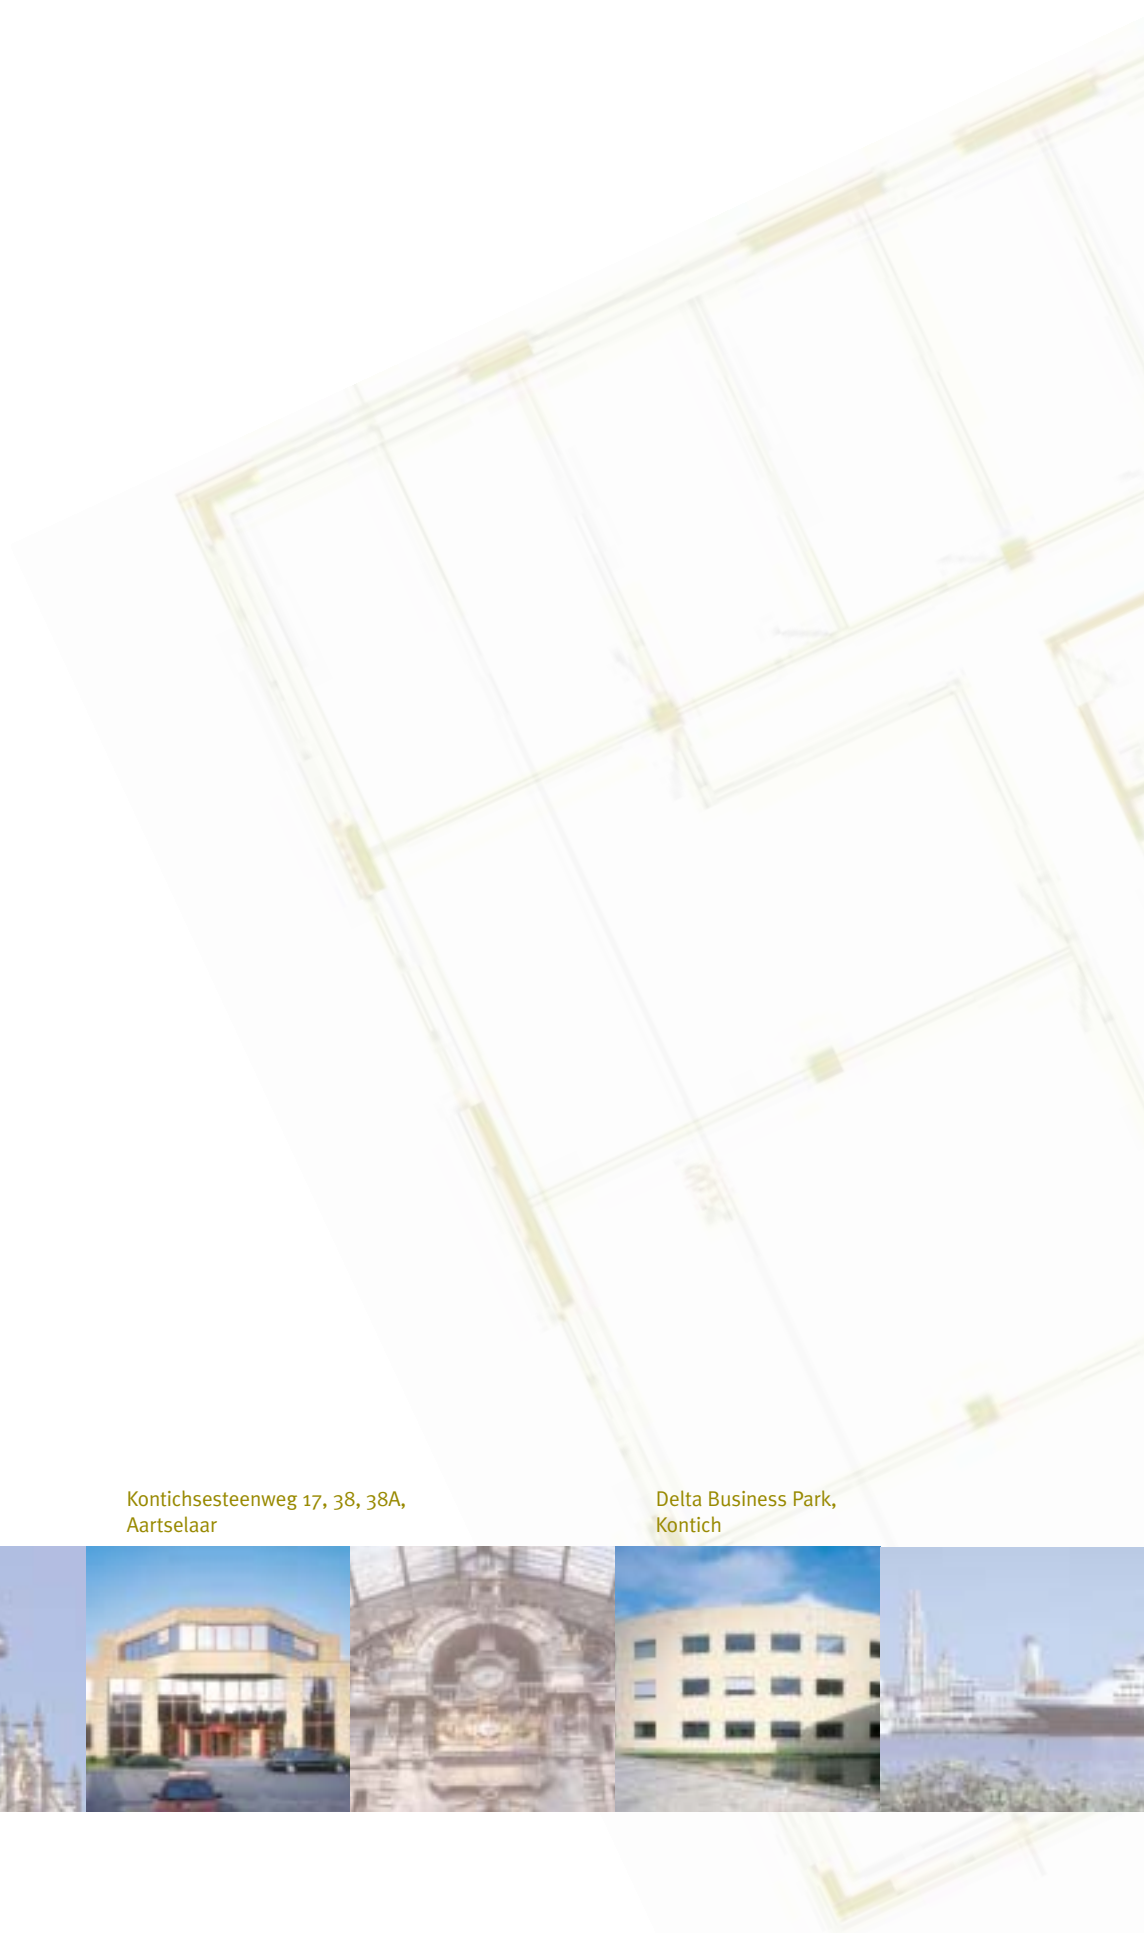 Kontichsesteenweg 17, 38, 38A,
Aartselaar
Delta Business Park,
Kontich